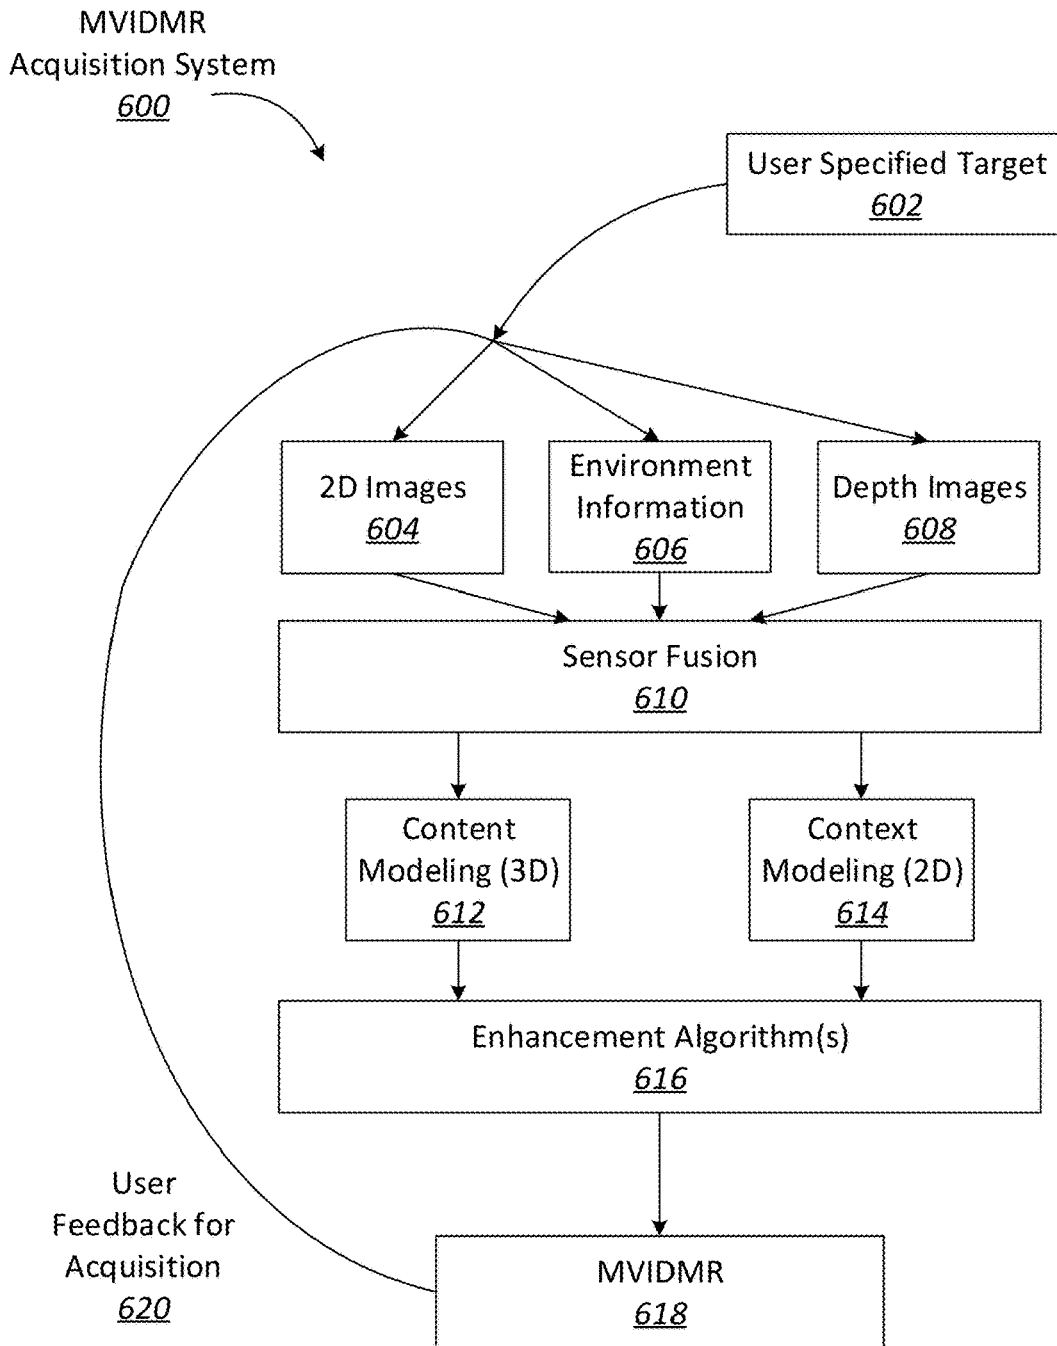 MVIDMR
Acquisition System
600
User Specified Target
602
2D Images
604
Environment
Information
606
Depth Images
608
Sensor Fusion
610
Content
Modeling (3D)
612
Context
Modeling (2D)
614
Enhancement Algorithm(s)
616
User
Feedback for
Acquisition
620
MVIDMR
618